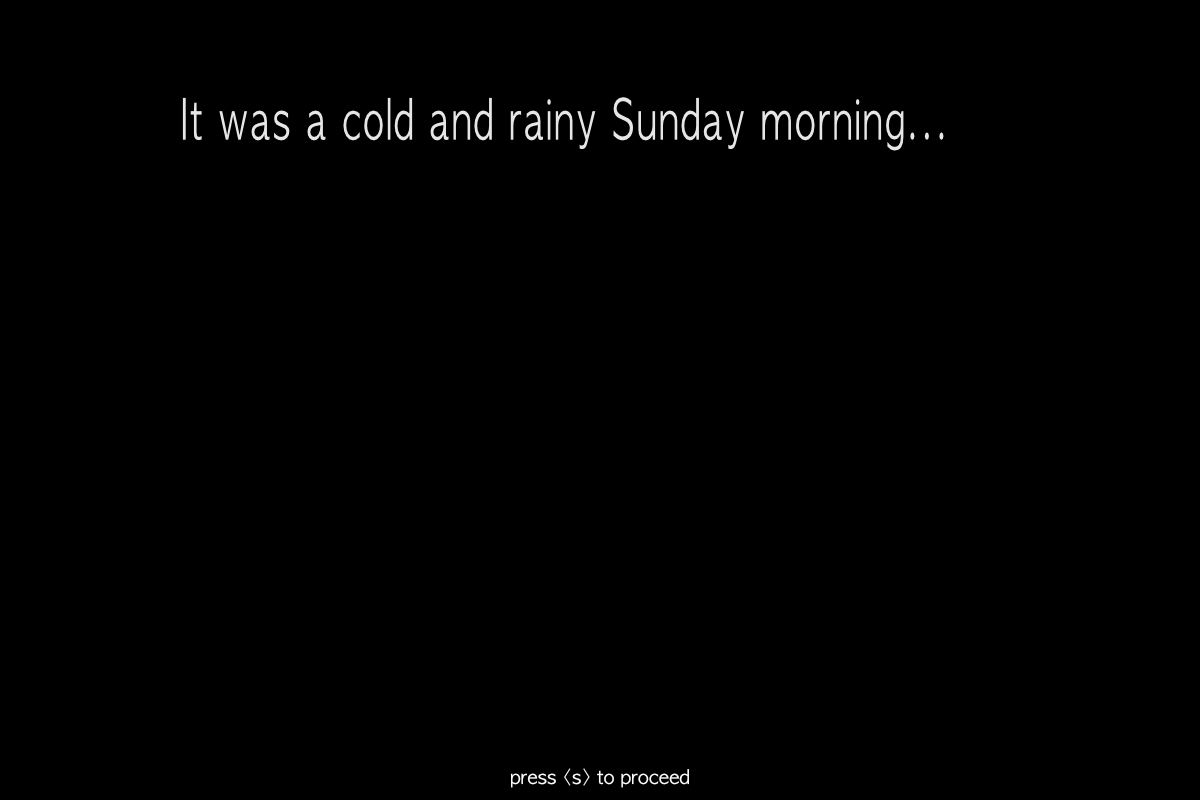 It was a cold and rainy Sunday morning...
press 〈s〉 to proceed